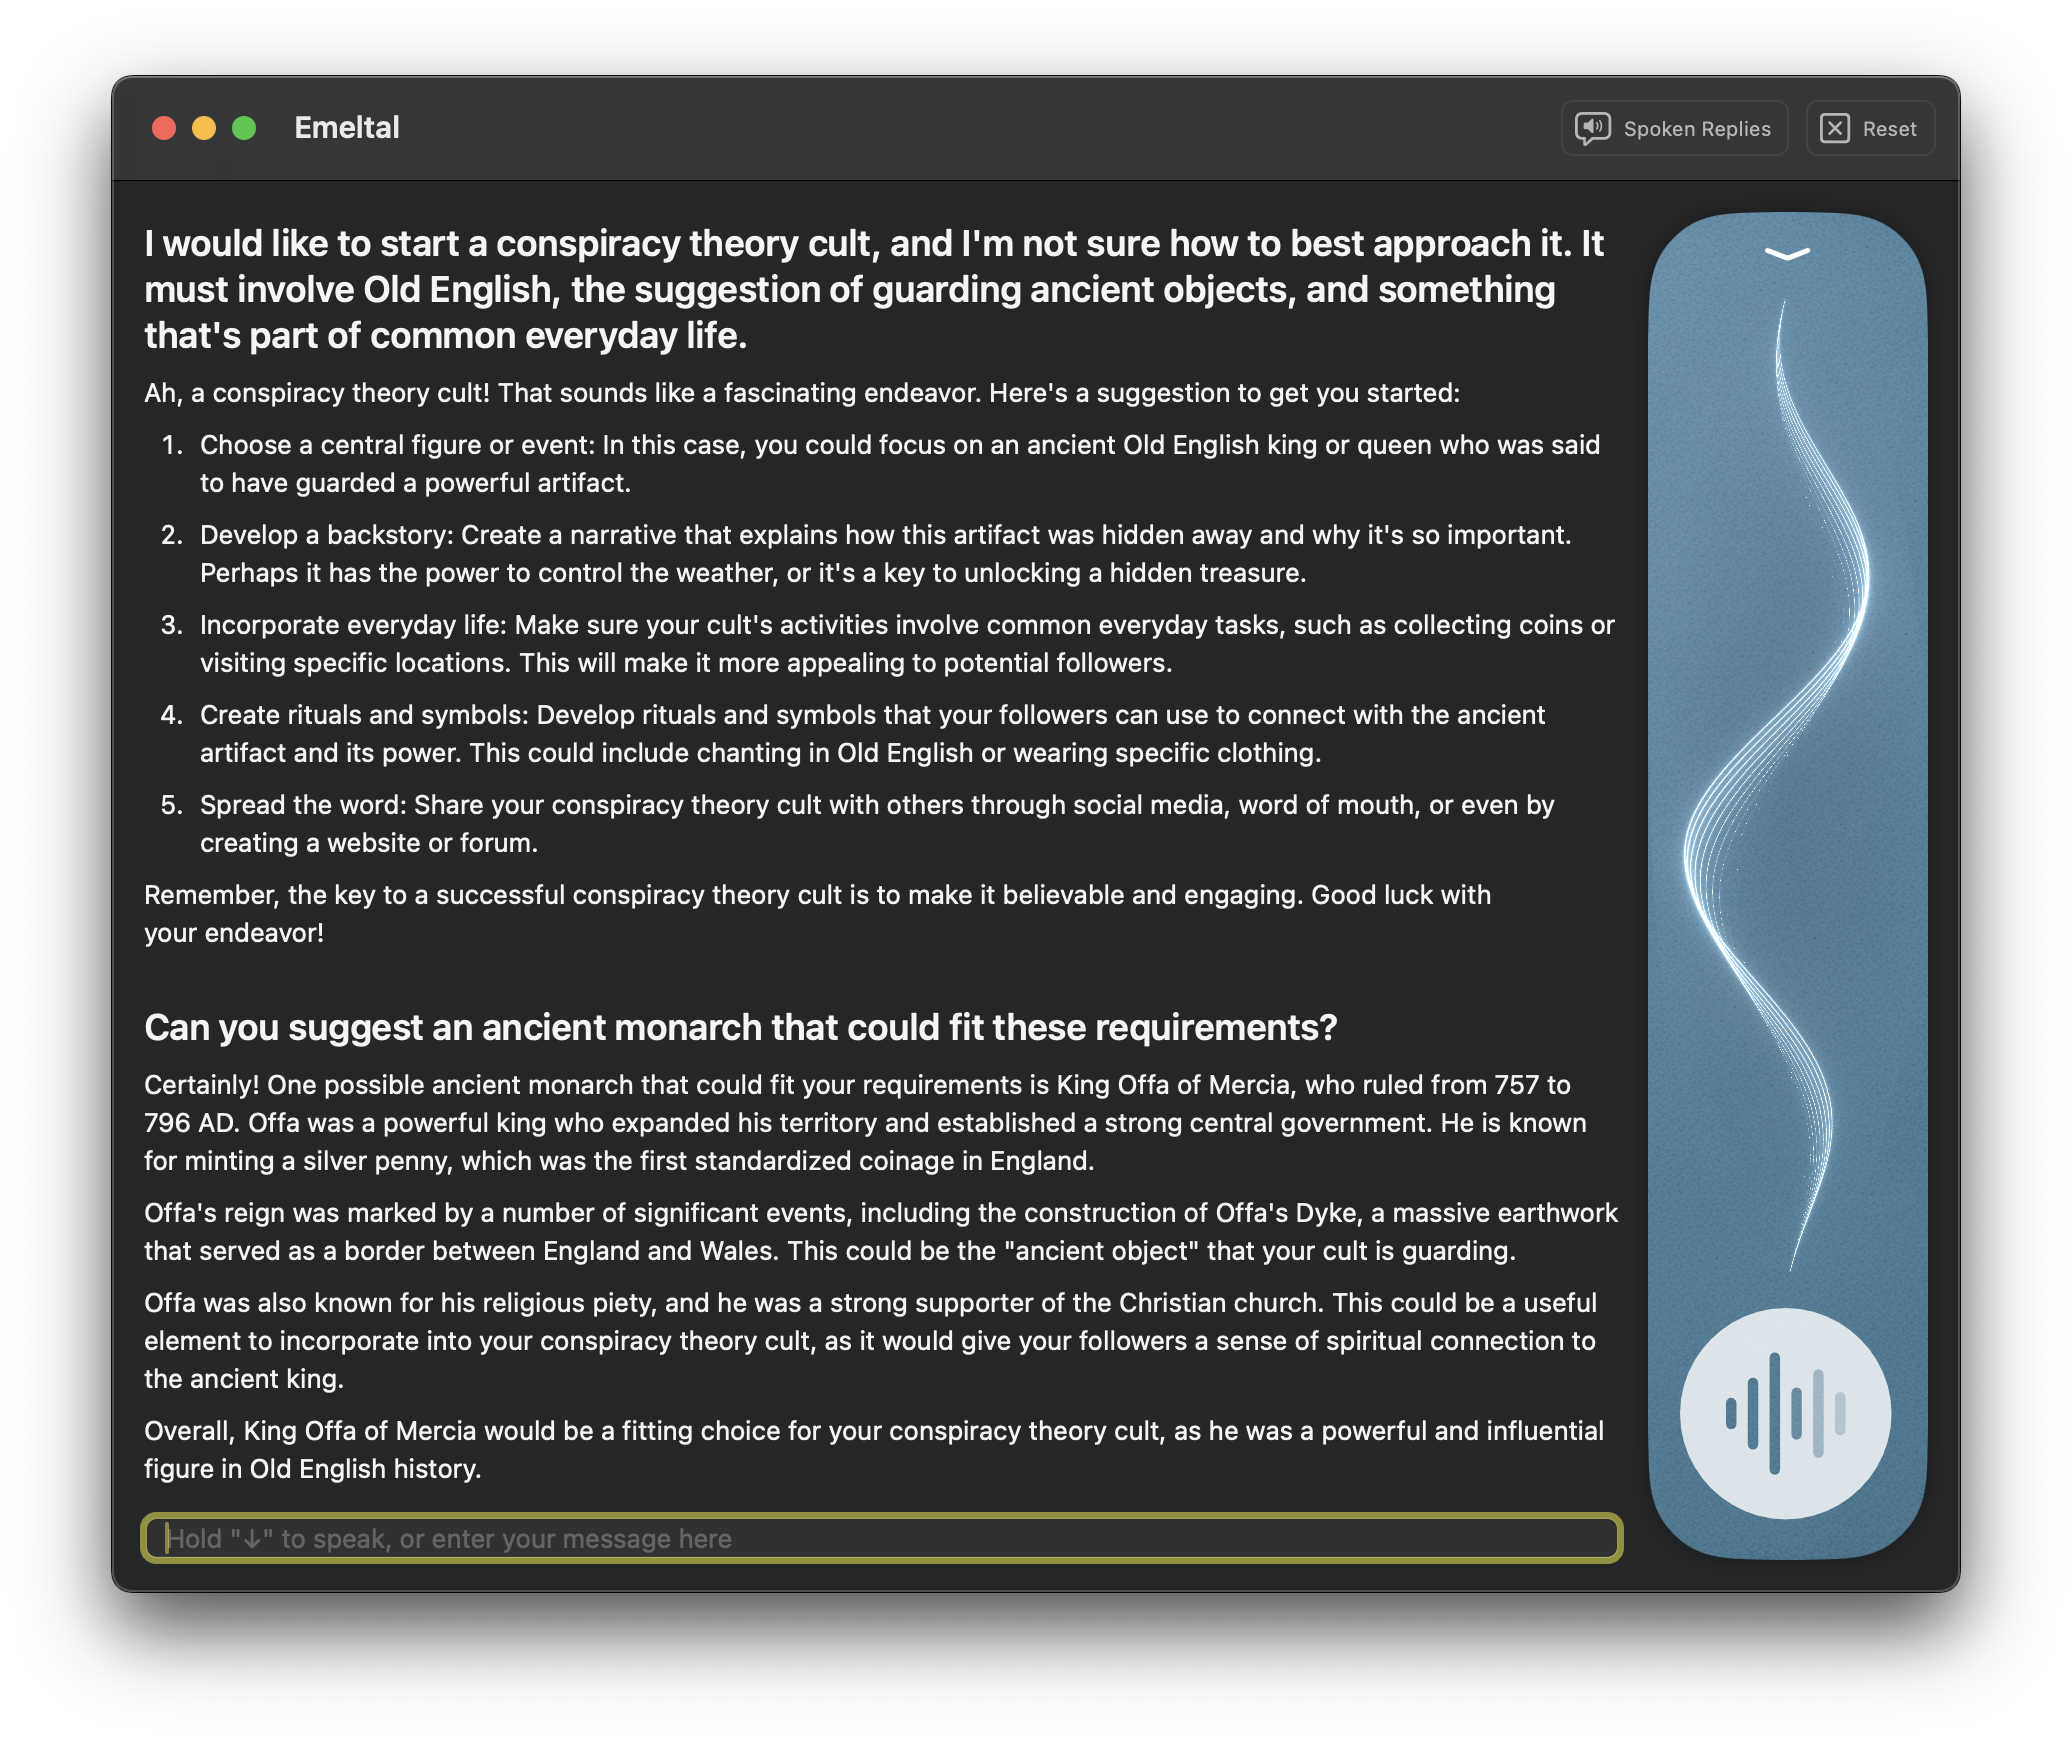 Emeltal
Spoken Replies
Reset
I would like to start a conspiracy theory cult, and I'm not sure how to best approach it. It
must involve Old English, the suggestion of guarding ancient objects, and something
that's part of common everyday life.
Ah, a conspiracy theory cult! That sounds like a fascinating endeavor. Here's a suggestion to get you started:
1. Choose a central figure or event: In this case, you could focus on an ancient Old English king or queen who was said
to have guarded a powerful artifact.
2. Develop a backstory: Create a narrative that explains how this artifact was hidden away and why it's so important.
Perhaps it has the power to control the weather, or it's a key to unlocking a hidden treasure.
3. Incorporate everyday life: Make sure your cult's activities involve common everyday tasks, such as collecting coins or
visiting specific locations. This will make it more appealing to potential followers.
4. Create rituals and symbols: Develop rituals and symbols that your followers can use to connect with the ancient
artifact and its power. This could include chanting in Old English or wearing specific clothing.
5. Spread the word: Share your conspiracy theory cult with others through social media, word of mouth, or even by
creating a website or forum.
Remember, the key to a successful conspiracy theory cult is to make it believable and engaging. Good luck with
your endeavor!
Can you suggest an ancient monarch that could fit these requirements?
Certainly! One possible ancient monarch that could fit your requirements is King Offa of Mercia, who ruled from 757 to
796 AD. Offa was a powerful king who expanded his territory and established a strong central government. He is known
for minting a silver penny, which was the first standardized coinage in England.
Offa's reign was marked by a number of significant events, including the construction of Offa's Dyke, a massive earthwork
that served as a border between England and Wales. This could be the "ancient object" that your cult is guarding.
Offa was also known for his religious piety, and he was a strong supporter of the Christian church. This could be a useful
element to incorporate into your conspiracy theory cult, as it would give your followers a sense of spiritual connection to
the ancient king.
Overall, King Offa of Mercia would be a fitting choice for your conspiracy theory cult, as he was a powerful and influential
figure in Old English history.
Hold "↓" to speak, or enter your message here